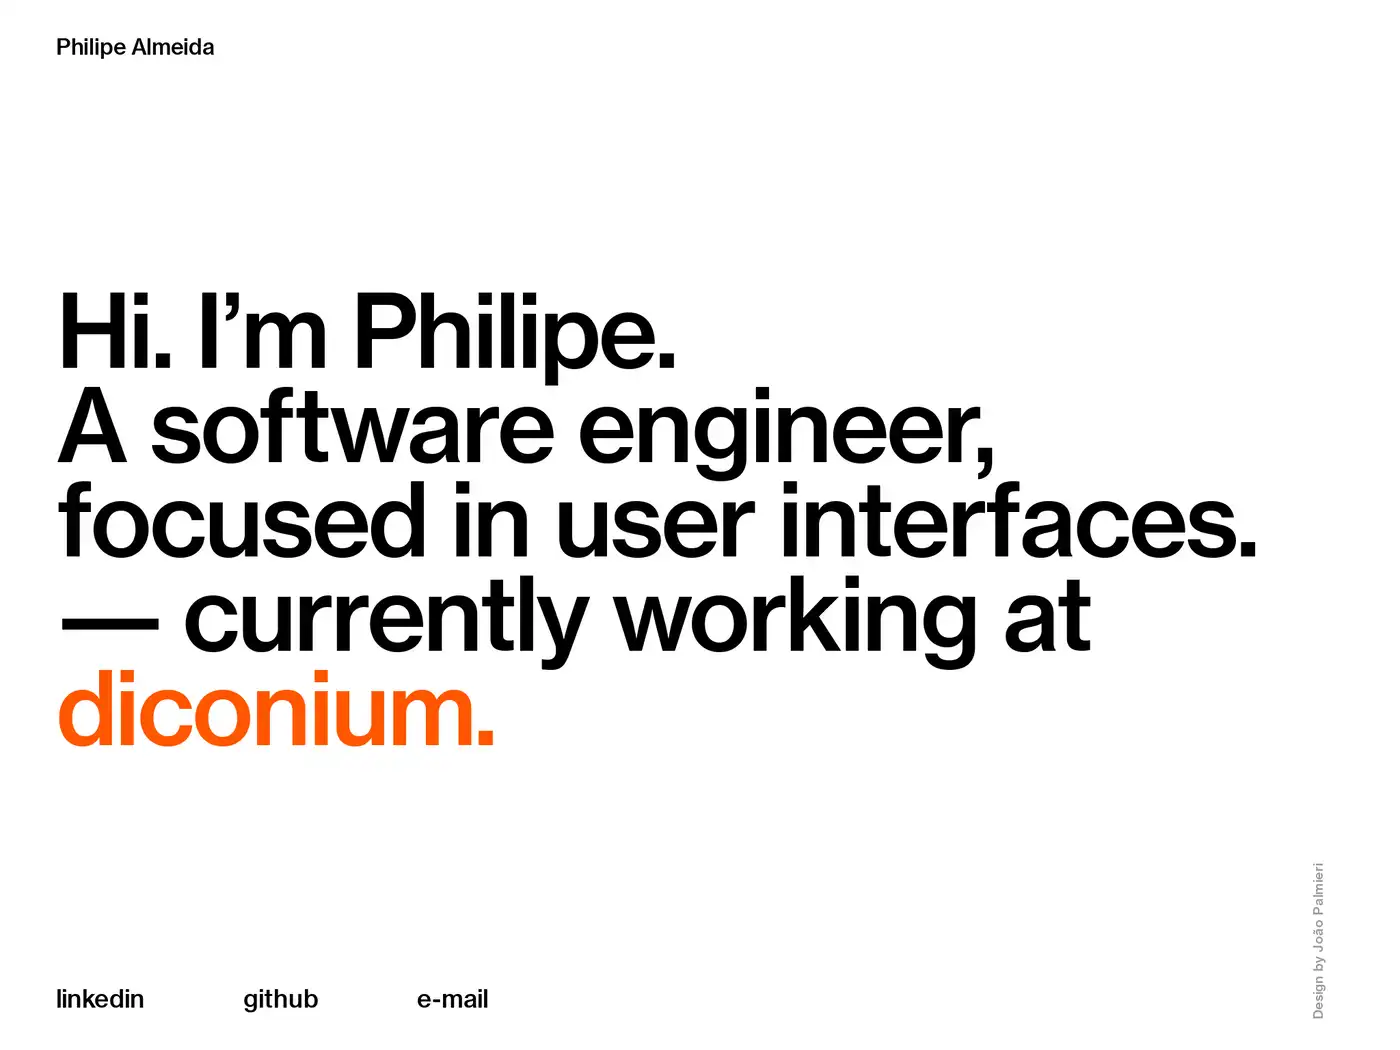 Philipe Almeida
Hi. I’m Philipe.
A software engineer,
focused in user interfaces.
— currently working at
diconium.
linkedin
github
e-mail
Design by João Palmieri